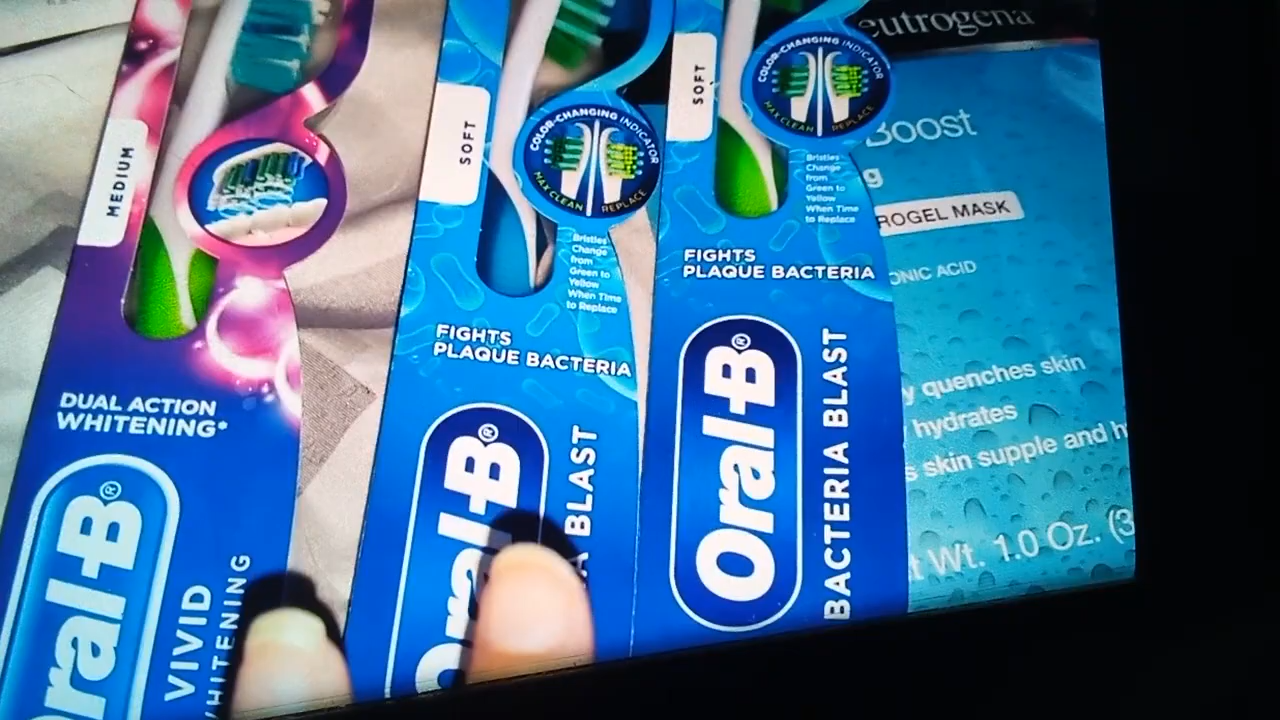 MEDIUM
DUAL ACTION
WHITENING*
Oral-B®
VIVID
WHITENING
SOFT
COLOR-CHANGING INDICATOR
MAX CLEAN REPLACE
Bristles
Change
from
Green to
Yellow
When Time
to Replace
FIGHTS
PLAQUE BACTERIA
Oral-B®
BLAST
SOFT
COLOR-CHANGING INDICATOR
MAX CLEAN REPLACE
Bristles
Change
from
Green to
Yellow
When Time
to Replace
FIGHTS
PLAQUE BACTERIA
Oral-B®
BACTERIA BLAST
eutrogena
Boost
g
ROGEL MASK
ONIC ACID
y quenches skin
hydrates
s skin supple and h
t Wt. 1.0 Oz. (3